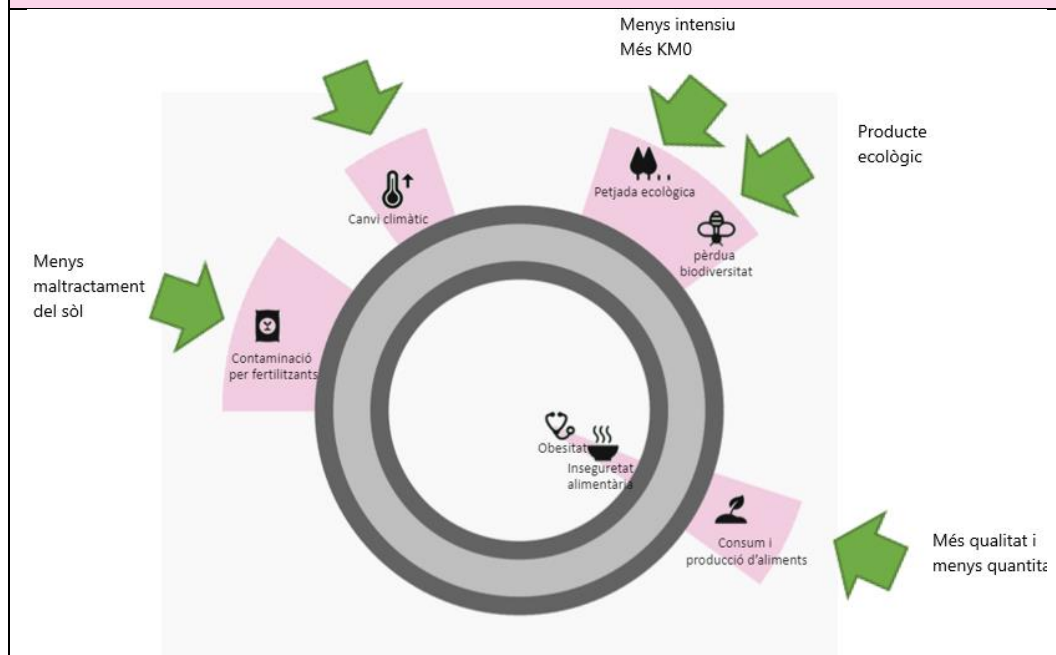 Menys intensiu
Més KM0
Producte
ecològic
Petjada ecològica
Canvi climàtic
pèrdua
biodiversitat
Menys
maltractament
del sòl
Contaminació
per fertilitzants
Obesitat
Inseguretat
alimentària
Consum i
producció d'aliments
Més qualitat i
menys quantita